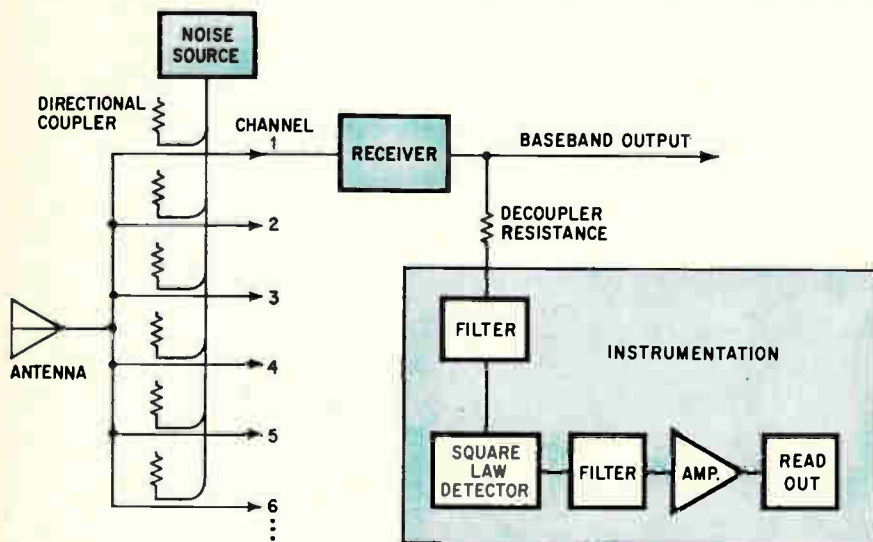 NOISE
SOURCE
DIRECTIONAL
COUPLER
CHANNEL
1
RECEIVER
BASEBAND OUTPUT
2
DECOUPLER
RESISTANCE
3
FILTER
INSTRUMENTATION
ANTENNA
4
5
SQUARE
LAW
DETECTOR
FILTER
AMP.
READ
OUT
6